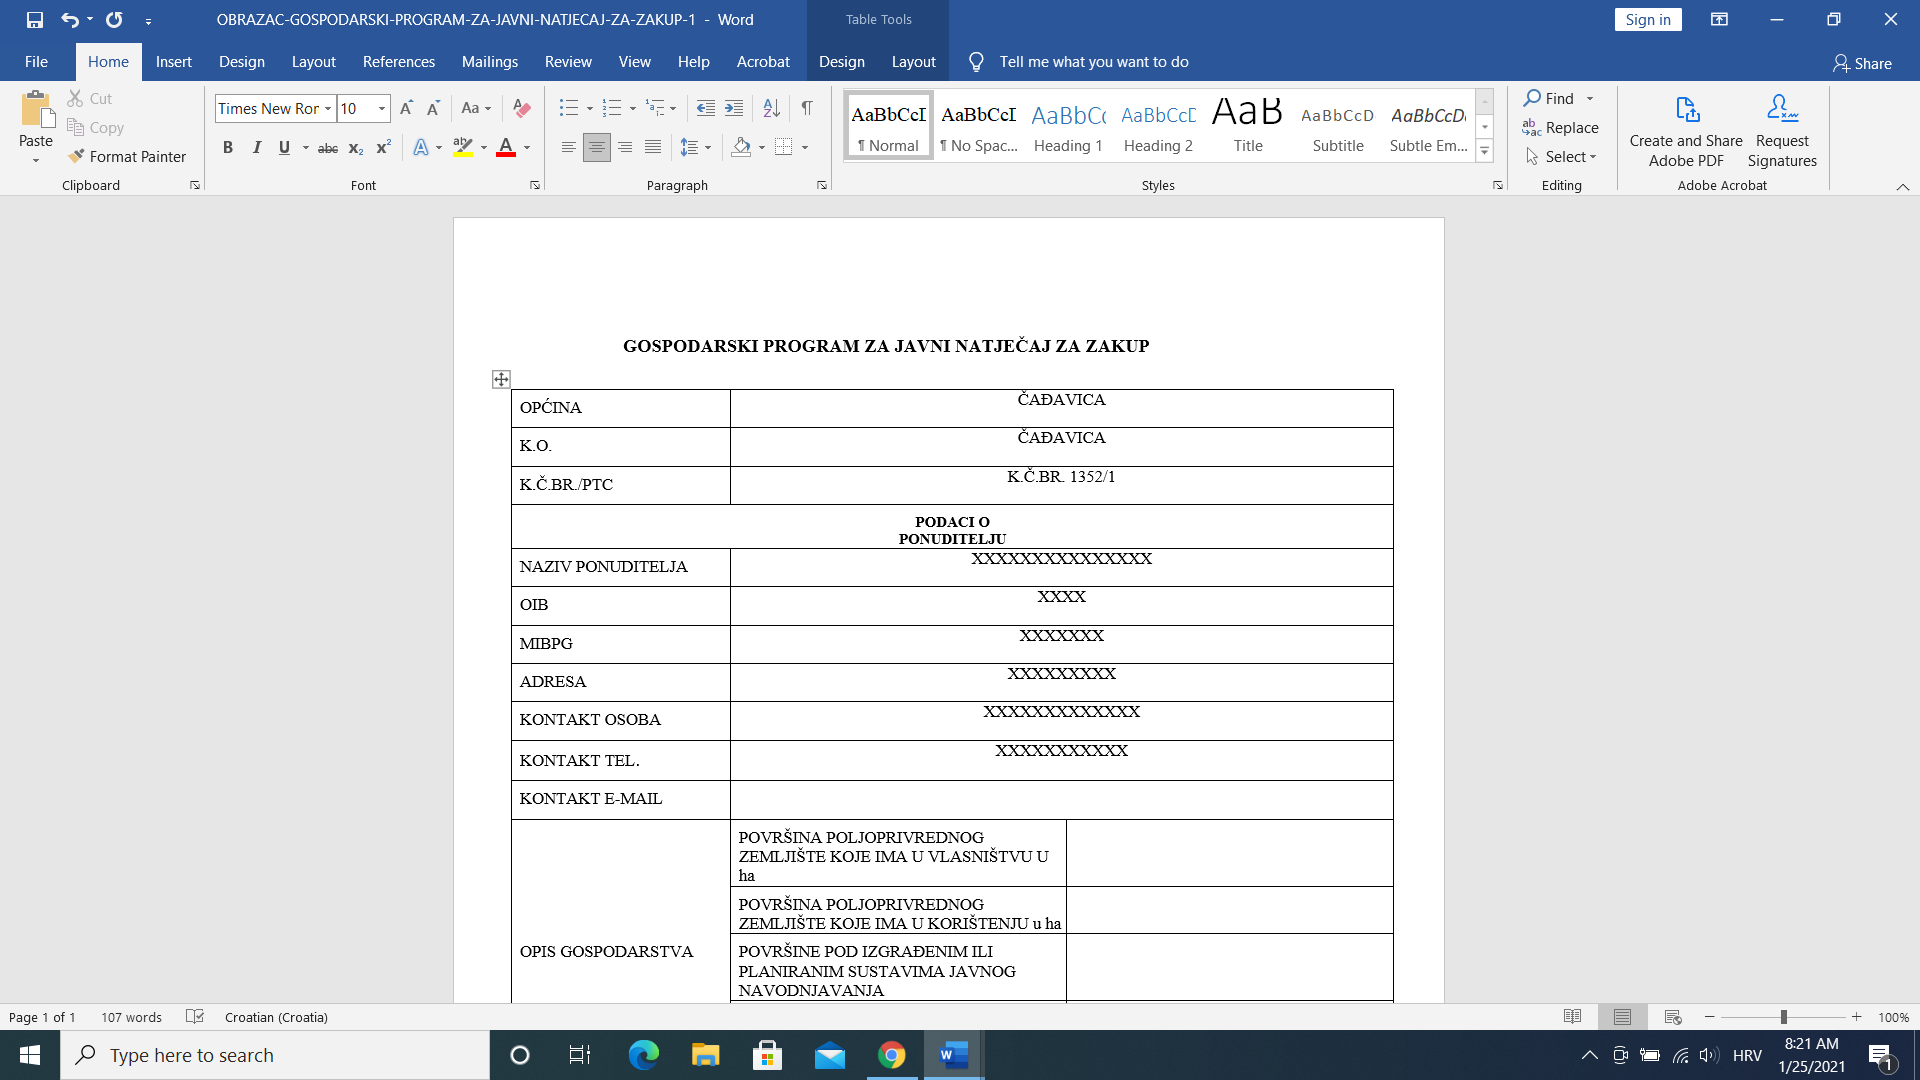 OBRAZAC-GOSPODARSKI-PROGRAM-ZA-JAVNI-NATJECAJ-ZA-ZAKUP-1 - Word
Table Tools
Sign in
File Home Insert Design Layout References Mailings Review View Help Acrobat Design Layout Tell me what you want to do Share
Paste
Cut
Copy
Format Painter
Clipboard
Times New Ror 10
Font
Paragraph
AaBbCcI AaBbCcI AaBbCc AaBbCcD AaB AaBbCcD AaBbCcD
¶ Normal ¶ No Spac... Heading 1 Heading 2 Title Subtitle Subtle Em...
Styles
Find
Replace
Select
Editing
Create and Share Adobe PDF
Request Signatures
Adobe Acrobat
GOSPODARSKI PROGRAM ZA JAVNI NATJEČAJ ZA ZAKUP
OPĆINA ČAĐAVICA
K.O. ČAĐAVICA
K.Č.BR./PTC K.Č.BR. 1352/1
PODACI O
PONUDITELJU
NAZIV PONUDITELJA XXXXXXXXXXXXXXX
OIB XXXX
MIBPG XXXXXXX
ADRESA XXXXXXXXX
KONTAKT OSOBA XXXXXXXXXXXXX
KONTAKT TEL. XXXXXXXXXXX
KONTAKT E-MAIL
OPIS GOSPODARSTVA
POVRŠINA POLJOPRIVREDNOG
ZEMLJIŠTE KOJE IMA U VLASNIŠTVU U
ha
POVRŠINA POLJOPRIVREDNOG
ZEMLJIŠTE KOJE IMA U KORIŠTENJU u ha
POVRŠINE POD IZGRAĐENIM ILI
PLANIRANIM SUSTAVIMA JAVNOG
NAVODNJAVANJA
Page 1 of 1 107 words Croatian (Croatia) 100%
Type here to search
HRV
8:21 AM
1/25/2021
1